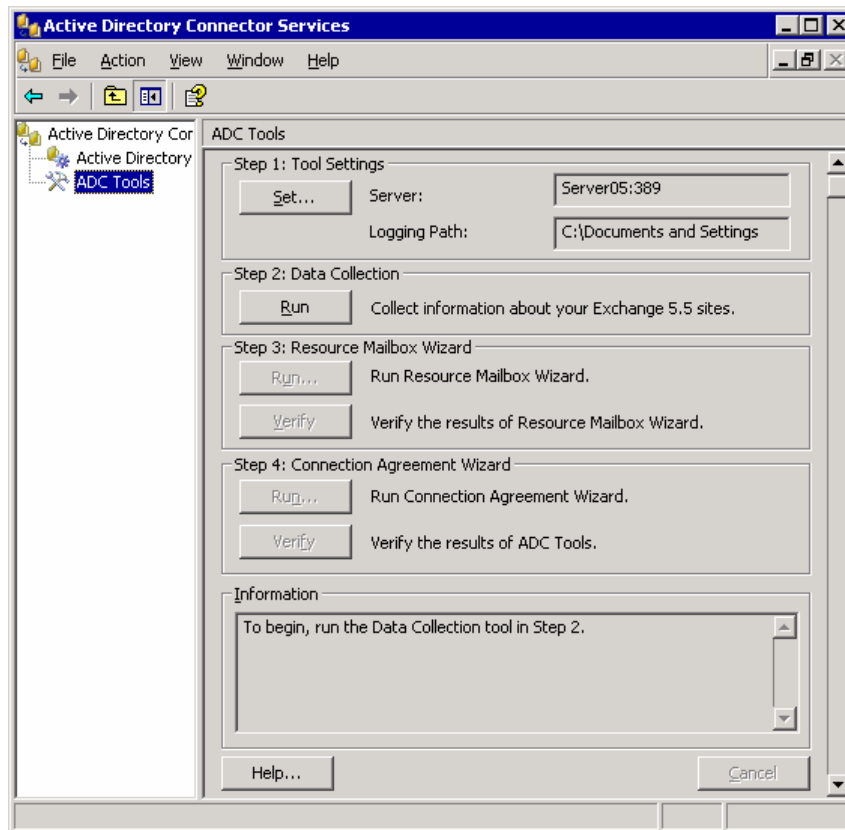 Active Directory Connector Services
File Action View Window Help
Active Directory Cor
Active Directory
ADC Tools
ADC Tools
Step 1: Tool Settings
Set... Server: Server05:389
Logging Path: C:\Documents and Settings
Step 2: Data Collection
Run Collect information about your Exchange 5.5 sites.
Step 3: Resource Mailbox Wizard
Run... Run Resource Mailbox Wizard.
Verify Verify the results of Resource Mailbox Wizard.
Step 4: Connection Agreement Wizard
Run... Run Connection Agreement Wizard.
Verify Verify the results of ADC Tools.
Information
To begin, run the Data Collection tool in Step 2.
Help... Cancel